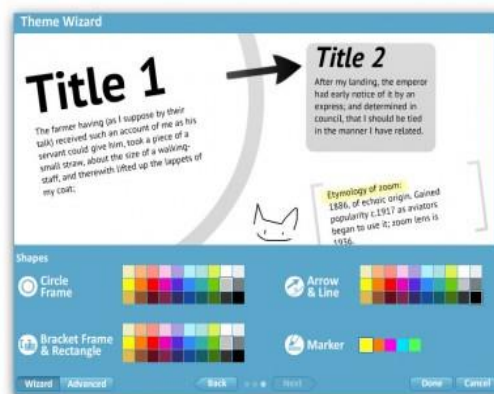 Theme Wizard
Title 1
The farmer having (as I suppose by their
talk) received such an account of me as his
servant could give him, took a piece of a
small straw, about the size of a walking-
staff, and therewith lifted up the lappets of
my coat;
Title 2
After my landing, the emperor
had early notice of it by an
express; and determined in
council, that I should be tied
in the manner I have related.
Etymology of zoom:
1886, of echoic origin. Gained
popularity c.1917 as aviators
began to use it; zoom lens is
1936.
Shapes
Circle
Frame
Arrow
& Line
Bracket Frame
& Rectangle
Marker
Wizard
Advanced
Back
Next
Done
Cancel